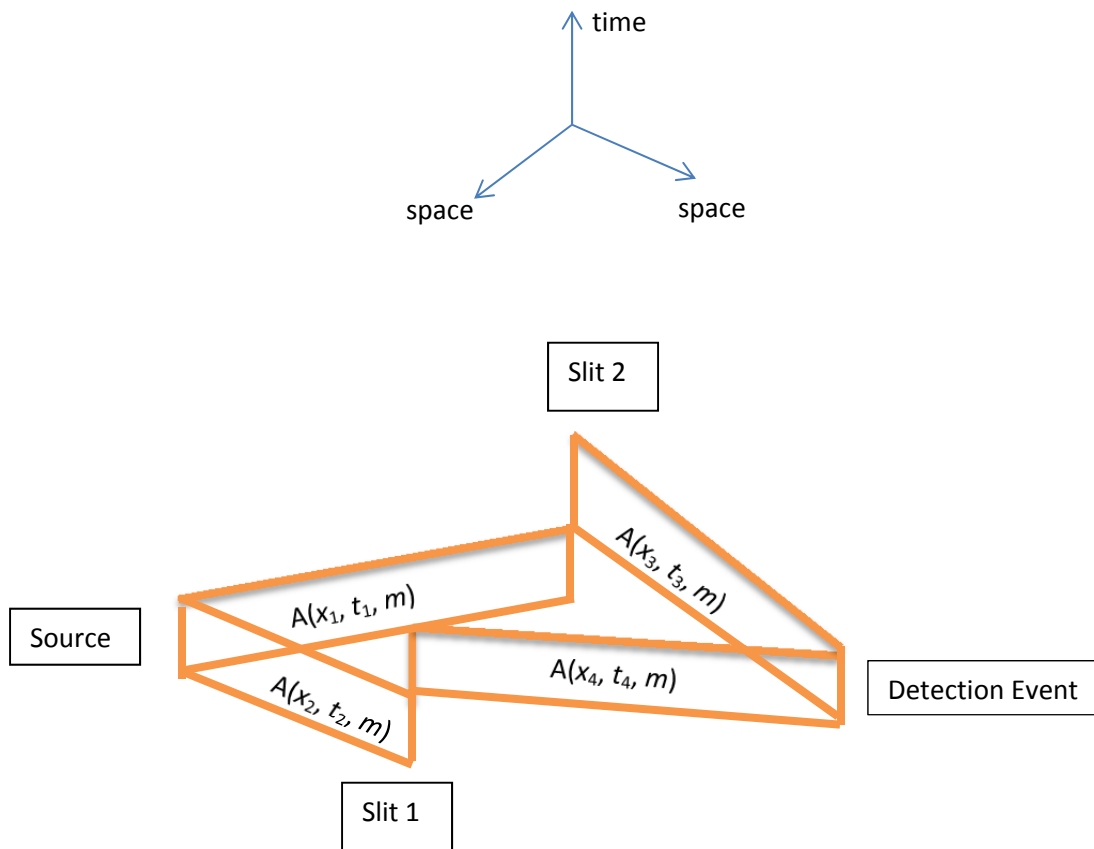 time
space
space
Slit 2
A(x₃, t₃, m)
A(x₁, t₁, m)
Source
A(x₄, t₄, m)
Detection Event
A(x₂, t₂, m)
Slit 1